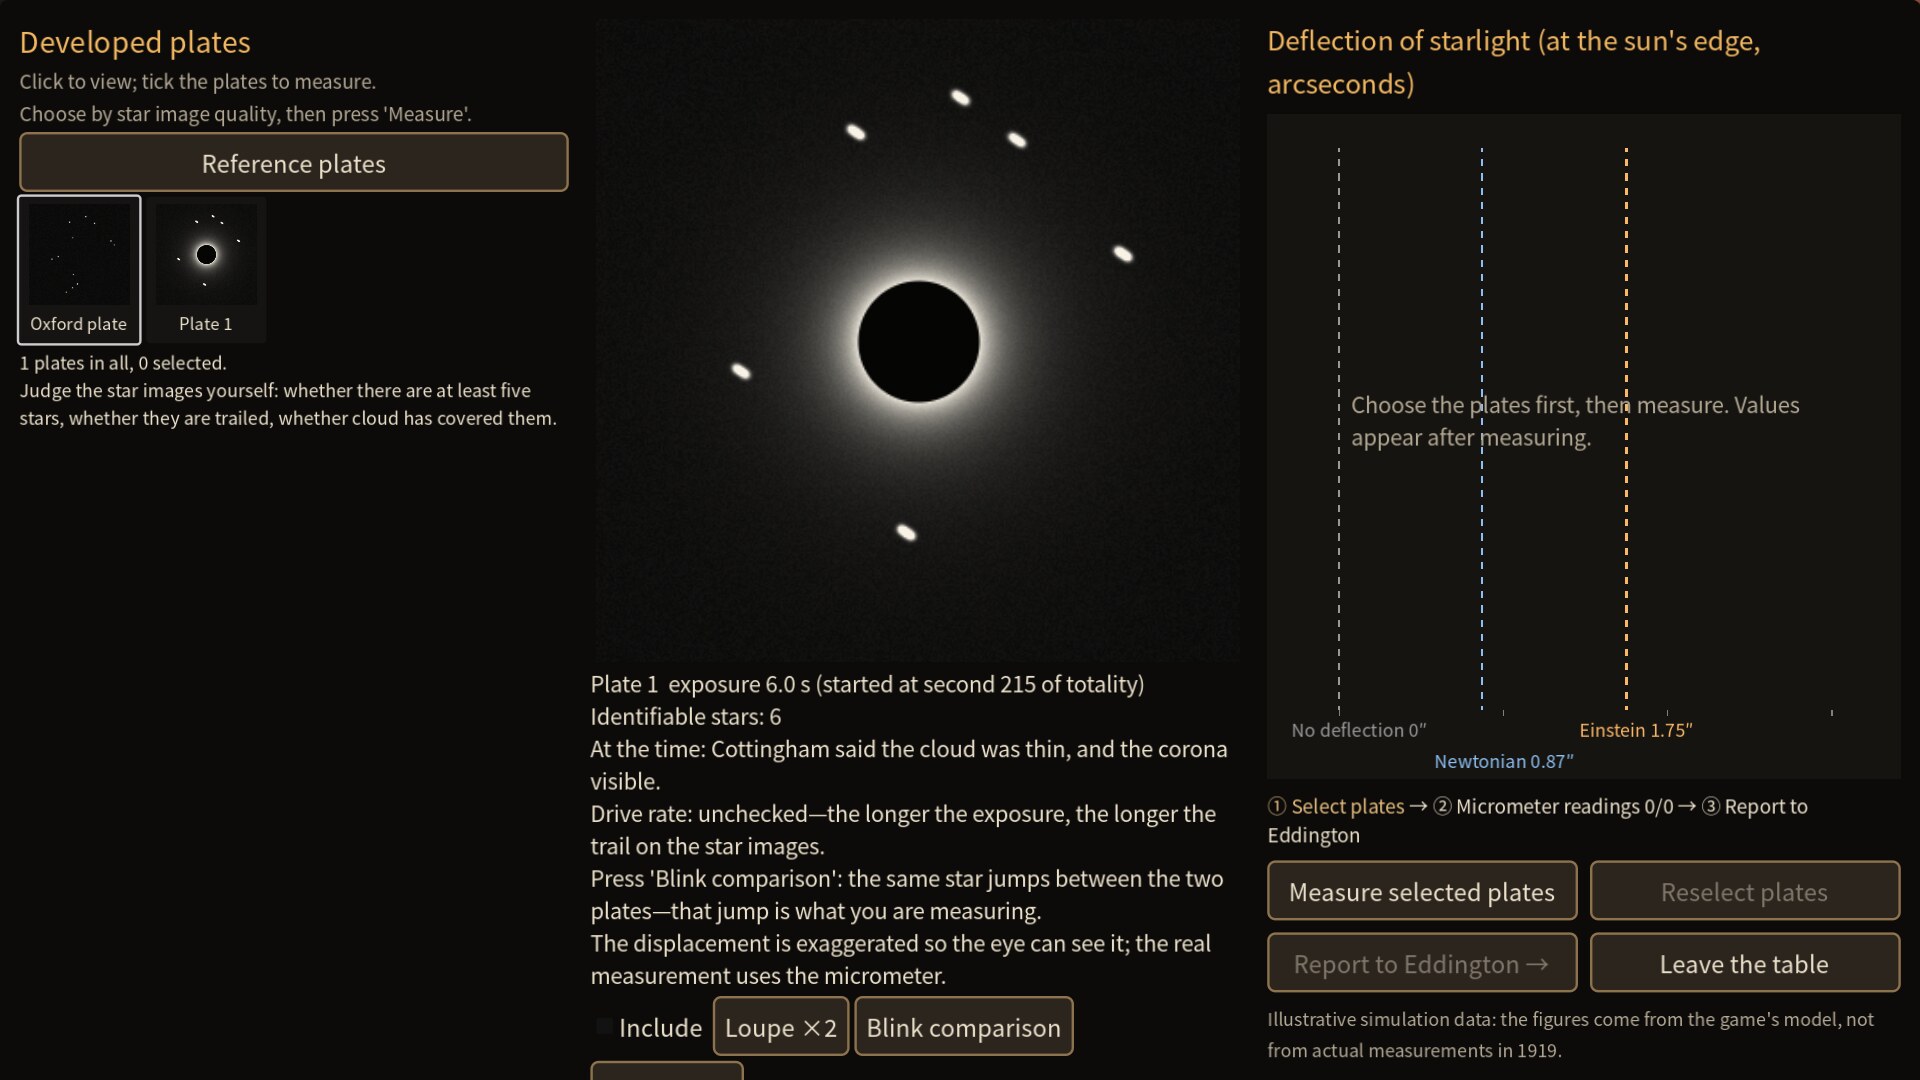 Developed plates
Click to view; tick the plates to measure.
Choose by star image quality, then press 'Measure'.
Reference plates
Oxford plate
Plate 1
1 plates in all, 0 selected.
Judge the star images yourself: whether there are at least five
stars, whether they are trailed, whether cloud has covered them.
Plate 1  exposure 6.0 s (started at second 215 of totality)
Identifiable stars: 6
At the time: Cottingham said the cloud was thin, and the corona
visible.
Drive rate: unchecked—the longer the exposure, the longer the
trail on the star images.
Press 'Blink comparison': the same star jumps between the two
plates—that jump is what you are measuring.
The displacement is exaggerated so the eye can see it; the real
measurement uses the micrometer.
Include
Loupe ×2
Blink comparison
Deflection of starlight (at the sun's edge,
arcseconds)
Choose the plates first, then measure. Values
appear after measuring.
No deflection 0″
Einstein 1.75″
Newtonian 0.87″
① Select plates → ② Micrometer readings 0/0 → ③ Report to
Eddington
Measure selected plates
Reselect plates
Report to Eddington →
Leave the table
Illustrative simulation data: the figures come from the game's model, not
from actual measurements in 1919.